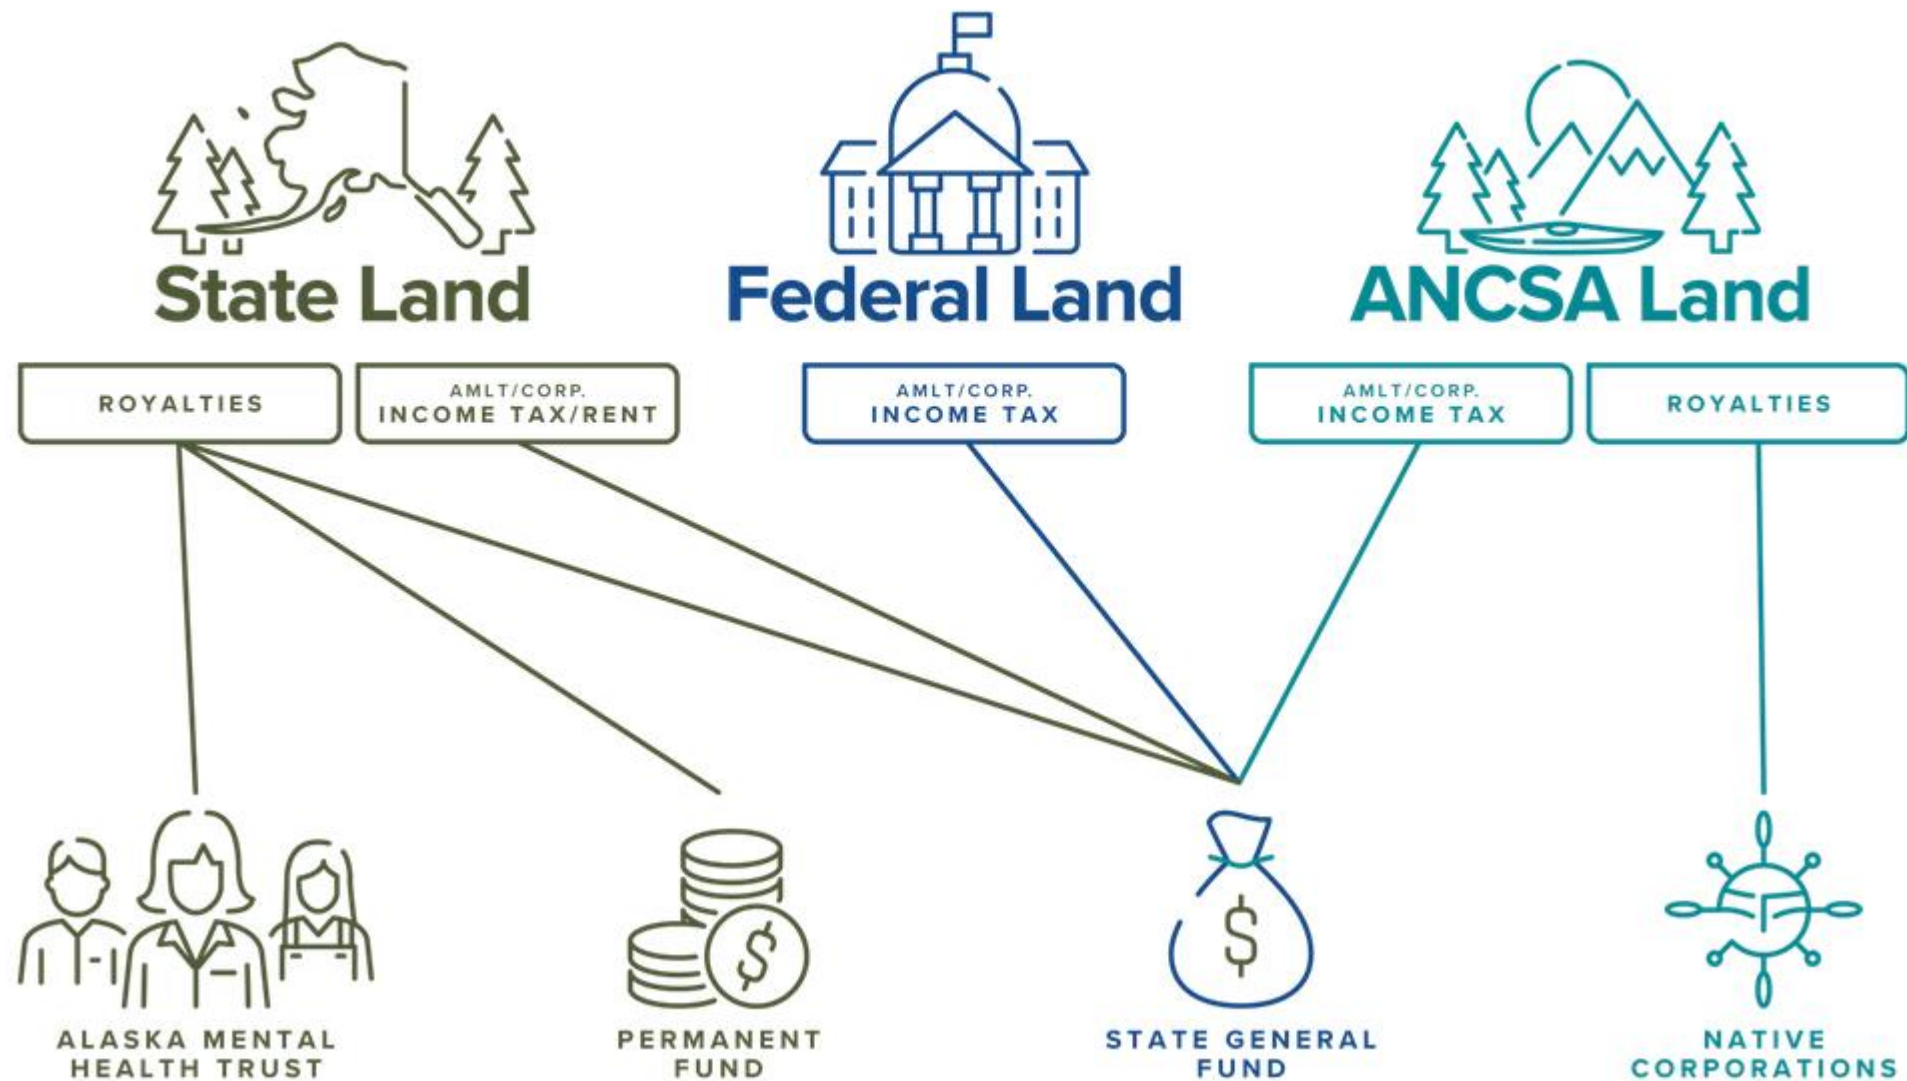 State Land
Federal Land
ANCSA Land
ROYALTIES
AMLT/CORP.
INCOME TAX/RENT
AMLT/CORP.
INCOME TAX
AMLT/CORP.
INCOME TAX
ROYALTIES
$
$
ALASKA MENTAL
HEALTH TRUST
PERMANENT
FUND
STATE GENERAL
FUND
NATIVE
CORPORATIONS